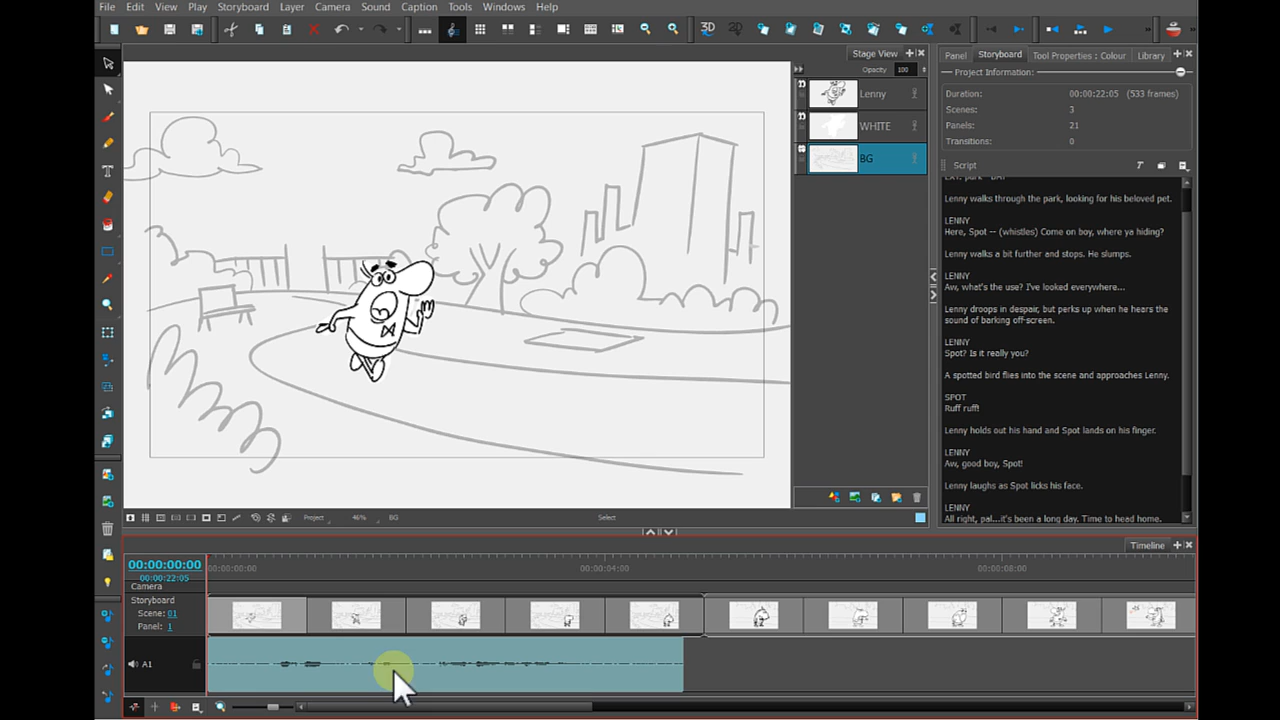 File Edit View Play Storyboard Layer Camera Sound Caption Tools Windows Help
3D 2D
Stage View
Opacity 100
Lenny
WHITE
BG
Panel Storyboard Tool Properties : Colour Library
Project Information:
Duration: 00:00:22:05 (533 frames)
Scenes: 3
Panels: 21
Transitions: 0
Script
EXT. park - DAY
Lenny walks through the park, looking for his beloved pet.
LENNY
Here, Spot -- (whistles) Come on boy, where ya hiding?
Lenny walks a bit further and stops. He slumps.
LENNY
Aw, what's the use? I've looked everywhere...
Lenny droops in despair, but perks up when he hears the
sound of barking off-screen.
LENNY
Spot? Is it really you?
A spotted bird flies into the scene and approaches Lenny.
SPOT
Ruff ruff!
Lenny holds out his hand and Spot lands on his finger.
LENNY
Aw, good boy, Spot!
Lenny laughs as Spot licks his face.
LENNY
All right, pal...it's been a long day. Time to head home.
Project 46% BG Select
Timeline
00:00:00:00
00:00:22:05
00:00:00:00 00:00:04:00 00:00:08:00
Camera
Storyboard
Scene: 01
Panel: 1
A1